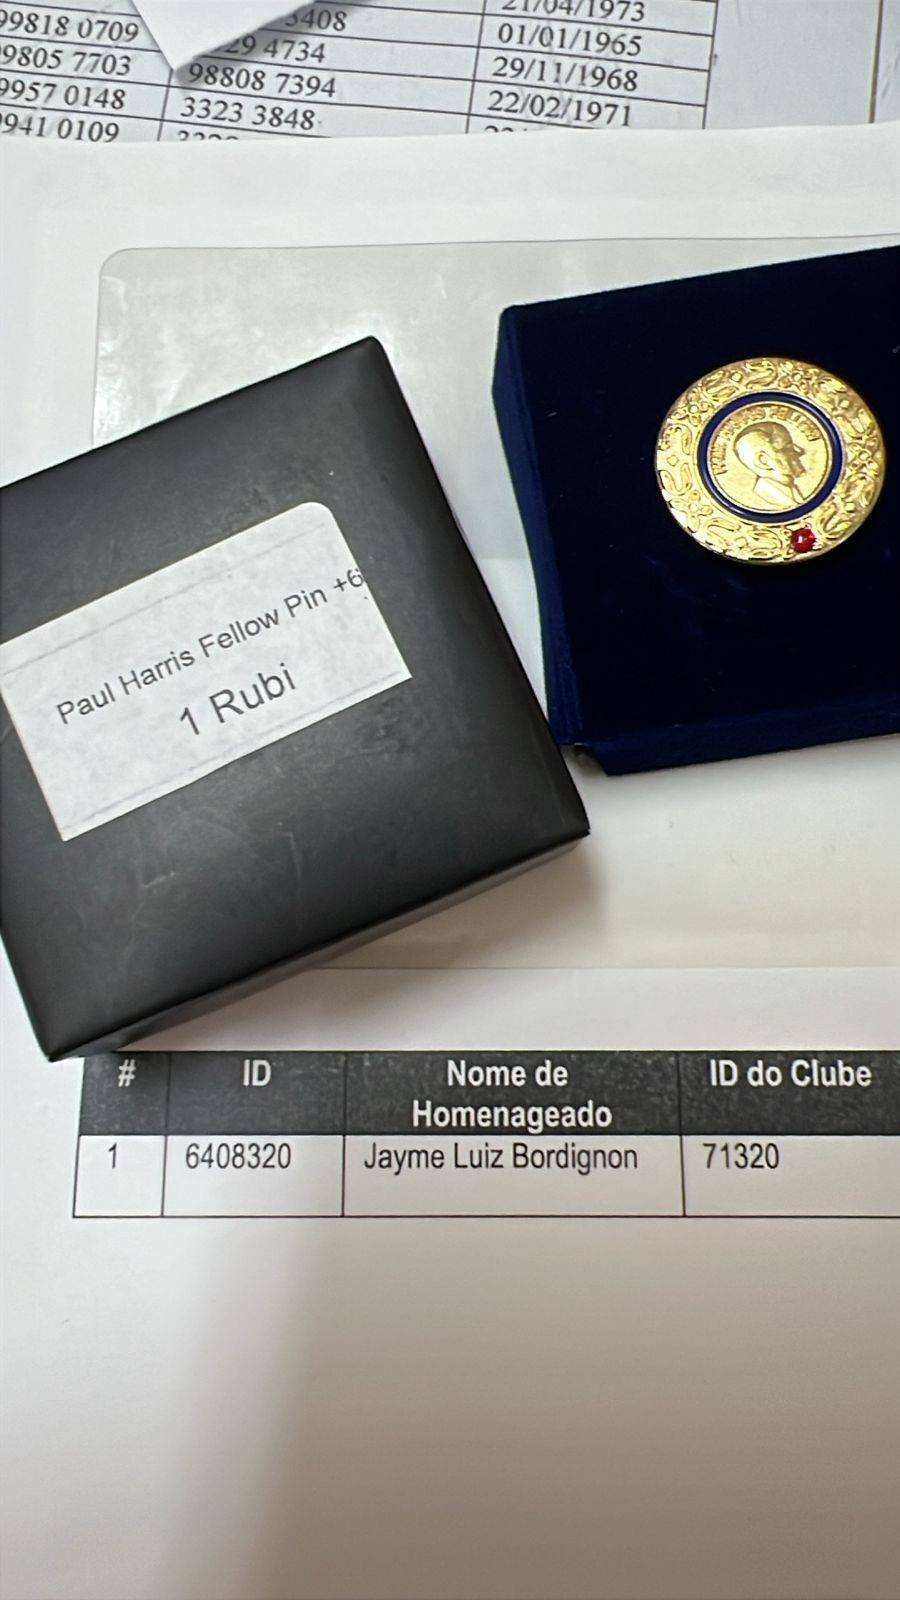 21/04/1973
99818 0709 3408 01/01/1965
9805 7703 29 4734 29/11/1968
9957 0148 98808 7394 22/02/1971
9941 0109 3323 3848
Paul Harris Fellow Pin +6
1 Rubi
# ID Nome de Homenageado ID do Clube
1 6408320 Jayme Luiz Bordignon 71320